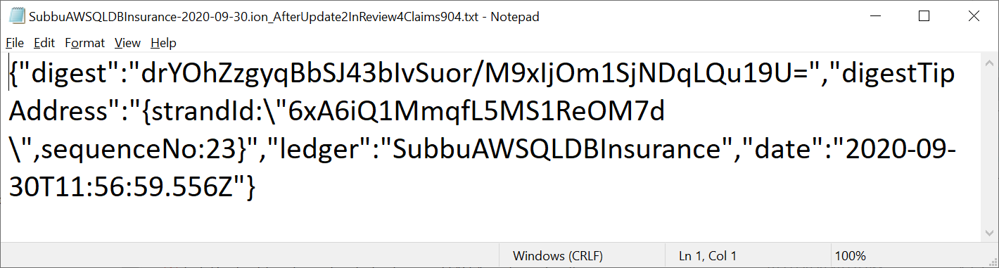 SubbuAWSQLDBInsurance-2020-09-30.ion_AfterUpdate2InReview4Claims904.txt - Notepad
File Edit Format View Help
{"digest":"drYOhZzgyqBbSJ43bIvSuor/M9xIjOm1SjNDqLQu19U=","digestTip
Address":"{strandId:\"6xA6iQ1MmqfL5MS1ReOM7d
\",sequenceNo:23}","ledger":"SubbuAWSQLDBInsurance","date":"2020-09-
30T11:56:59.556Z"}
Windows (CRLF) Ln 1, Col 1 100%